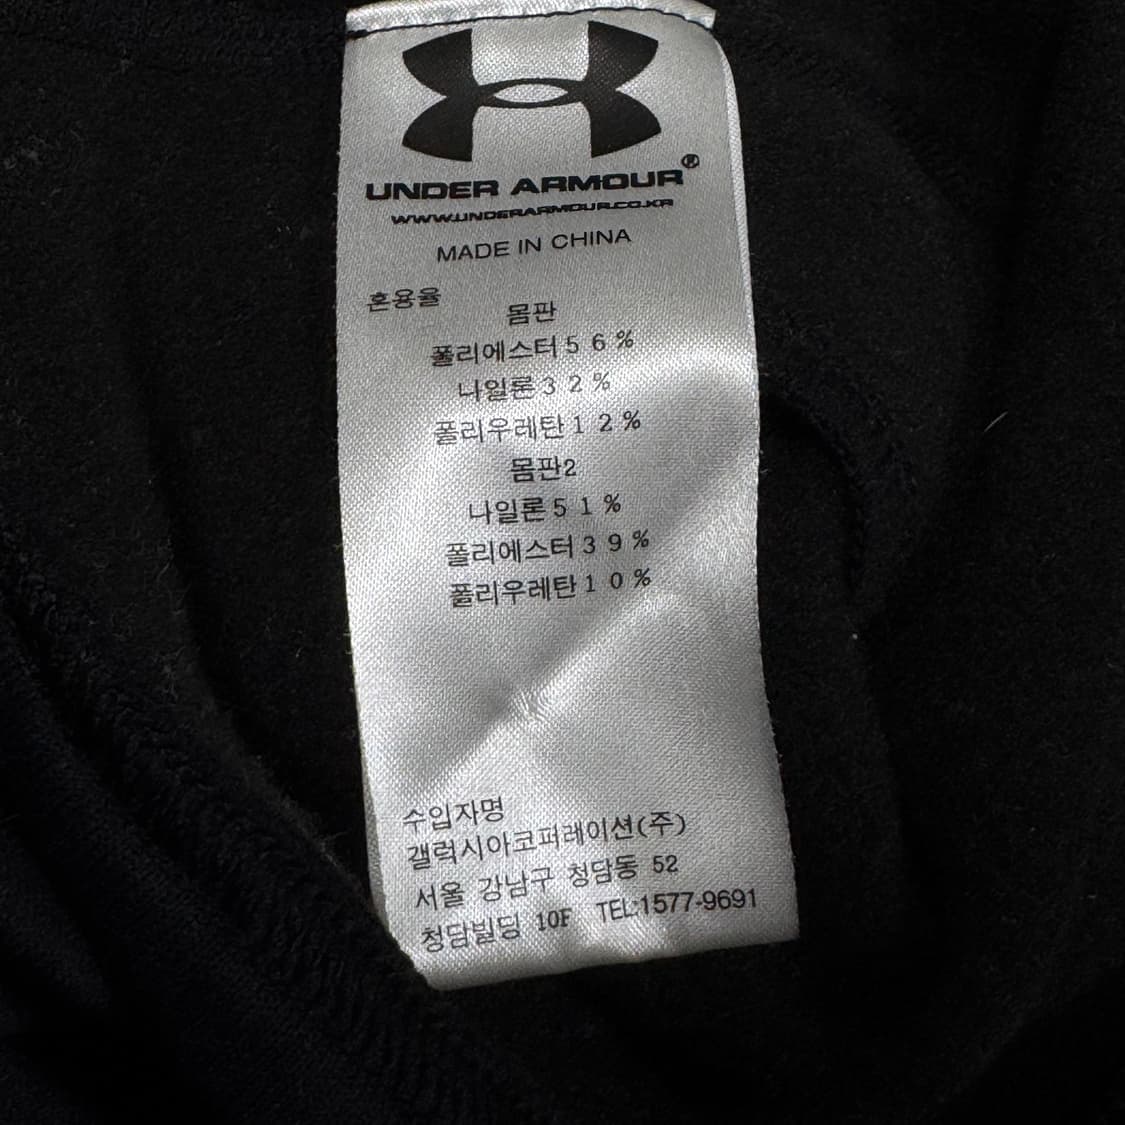 UNDER ARMOUR®
WWW.UNDERARMOUR.CO.KR
MADE IN CHINA
혼용율
몸판
폴리에스터56%
나일론32%
폴리우레탄12%
몸판2
나일론51%
폴리에스터39%
폴리우레탄10%
수입자명
갤럭시아코퍼레이션(주)
서울 강남구 청담동 52
청담빌딩 10F TEL:1577-9691